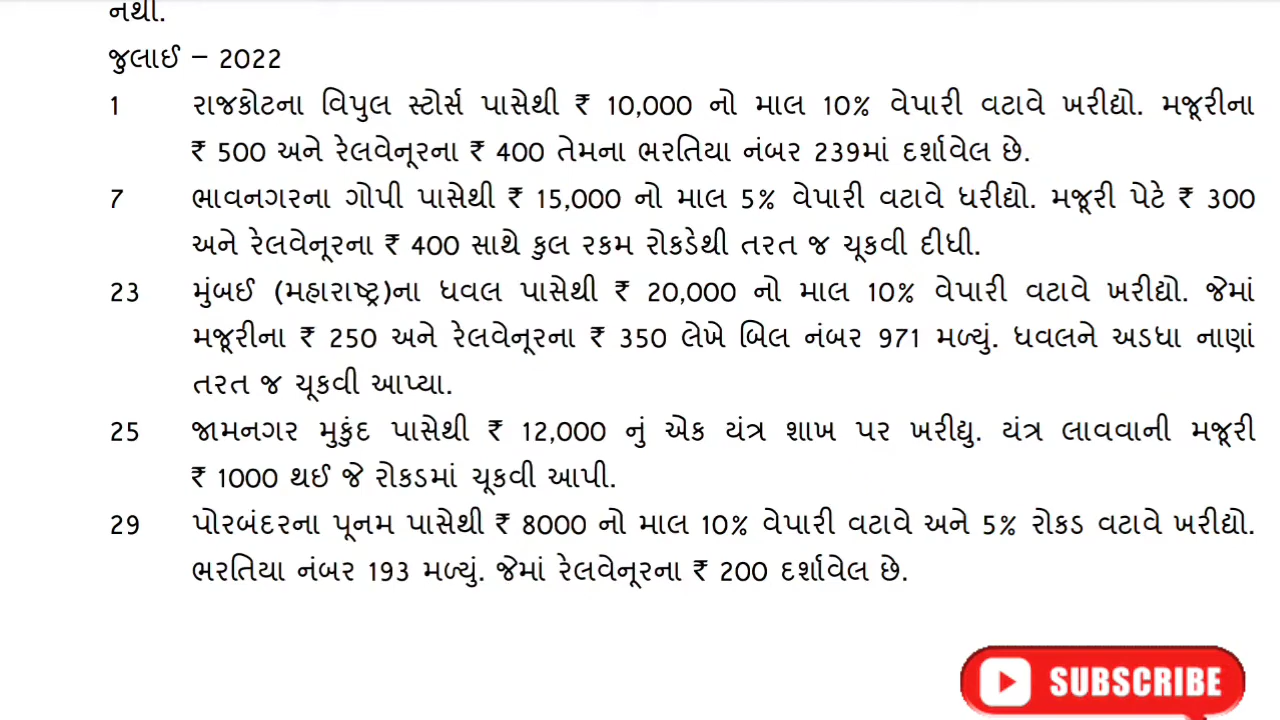 નથી.
જુલાઈ – 2022
1 રાજકોટના વિપુલ સ્ટોર્સ પાસેથી ₹ 10,000 નો માલ 10% વેપારી વટાવે ખરીદ્યો. મજૂરીના
₹ 500 અને રેલવેનૂરના ₹ 400 તેમના ભરતિયા નંબર 239માં દર્શાવેલ છે.
7 ભાવનગરના ગોપી પાસેથી ₹ 15,000 નો માલ 5% વેપારી વટાવે ધરીદ્યો. મજૂરી પેટે ₹ 300
અને રેલવેનૂરના ₹ 400 સાથે કુલ રકમ રોકડેથી તરત જ ચૂકવી દીધી.
23 મુંબઈ (મહારાષ્ટ્ર)ના ધવલ પાસેથી ₹ 20,000 નો માલ 10% વેપારી વટાવે ખરીદ્યો. જેમાં
મજૂરીના ₹ 250 અને રેલવેનૂરના ₹ 350 લેખે બિલ નંબર 971 મળ્યું. ધવલને અડધા નાણાં
તરત જ ચૂકવી આપ્યા.
25 જામનગર મુકુંદ પાસેથી ₹ 12,000 નું એક યંત્ર શાખ પર ખરીદ્યુ. યંત્ર લાવવાની મજૂરી
₹ 1000 થઈ જે રોકડમાં ચૂકવી આપી.
29 પોરબંદરના પૂનમ પાસેથી ₹ 8000 નો માલ 10% વેપારી વટાવે અને 5% રોકડ વટાવે ખરીદ્યો.
ભરતિયા નંબર 193 મળ્યું. જેમાં રેલવેનૂરના ₹ 200 દર્શાવેલ છે.
SUBSCRIBE